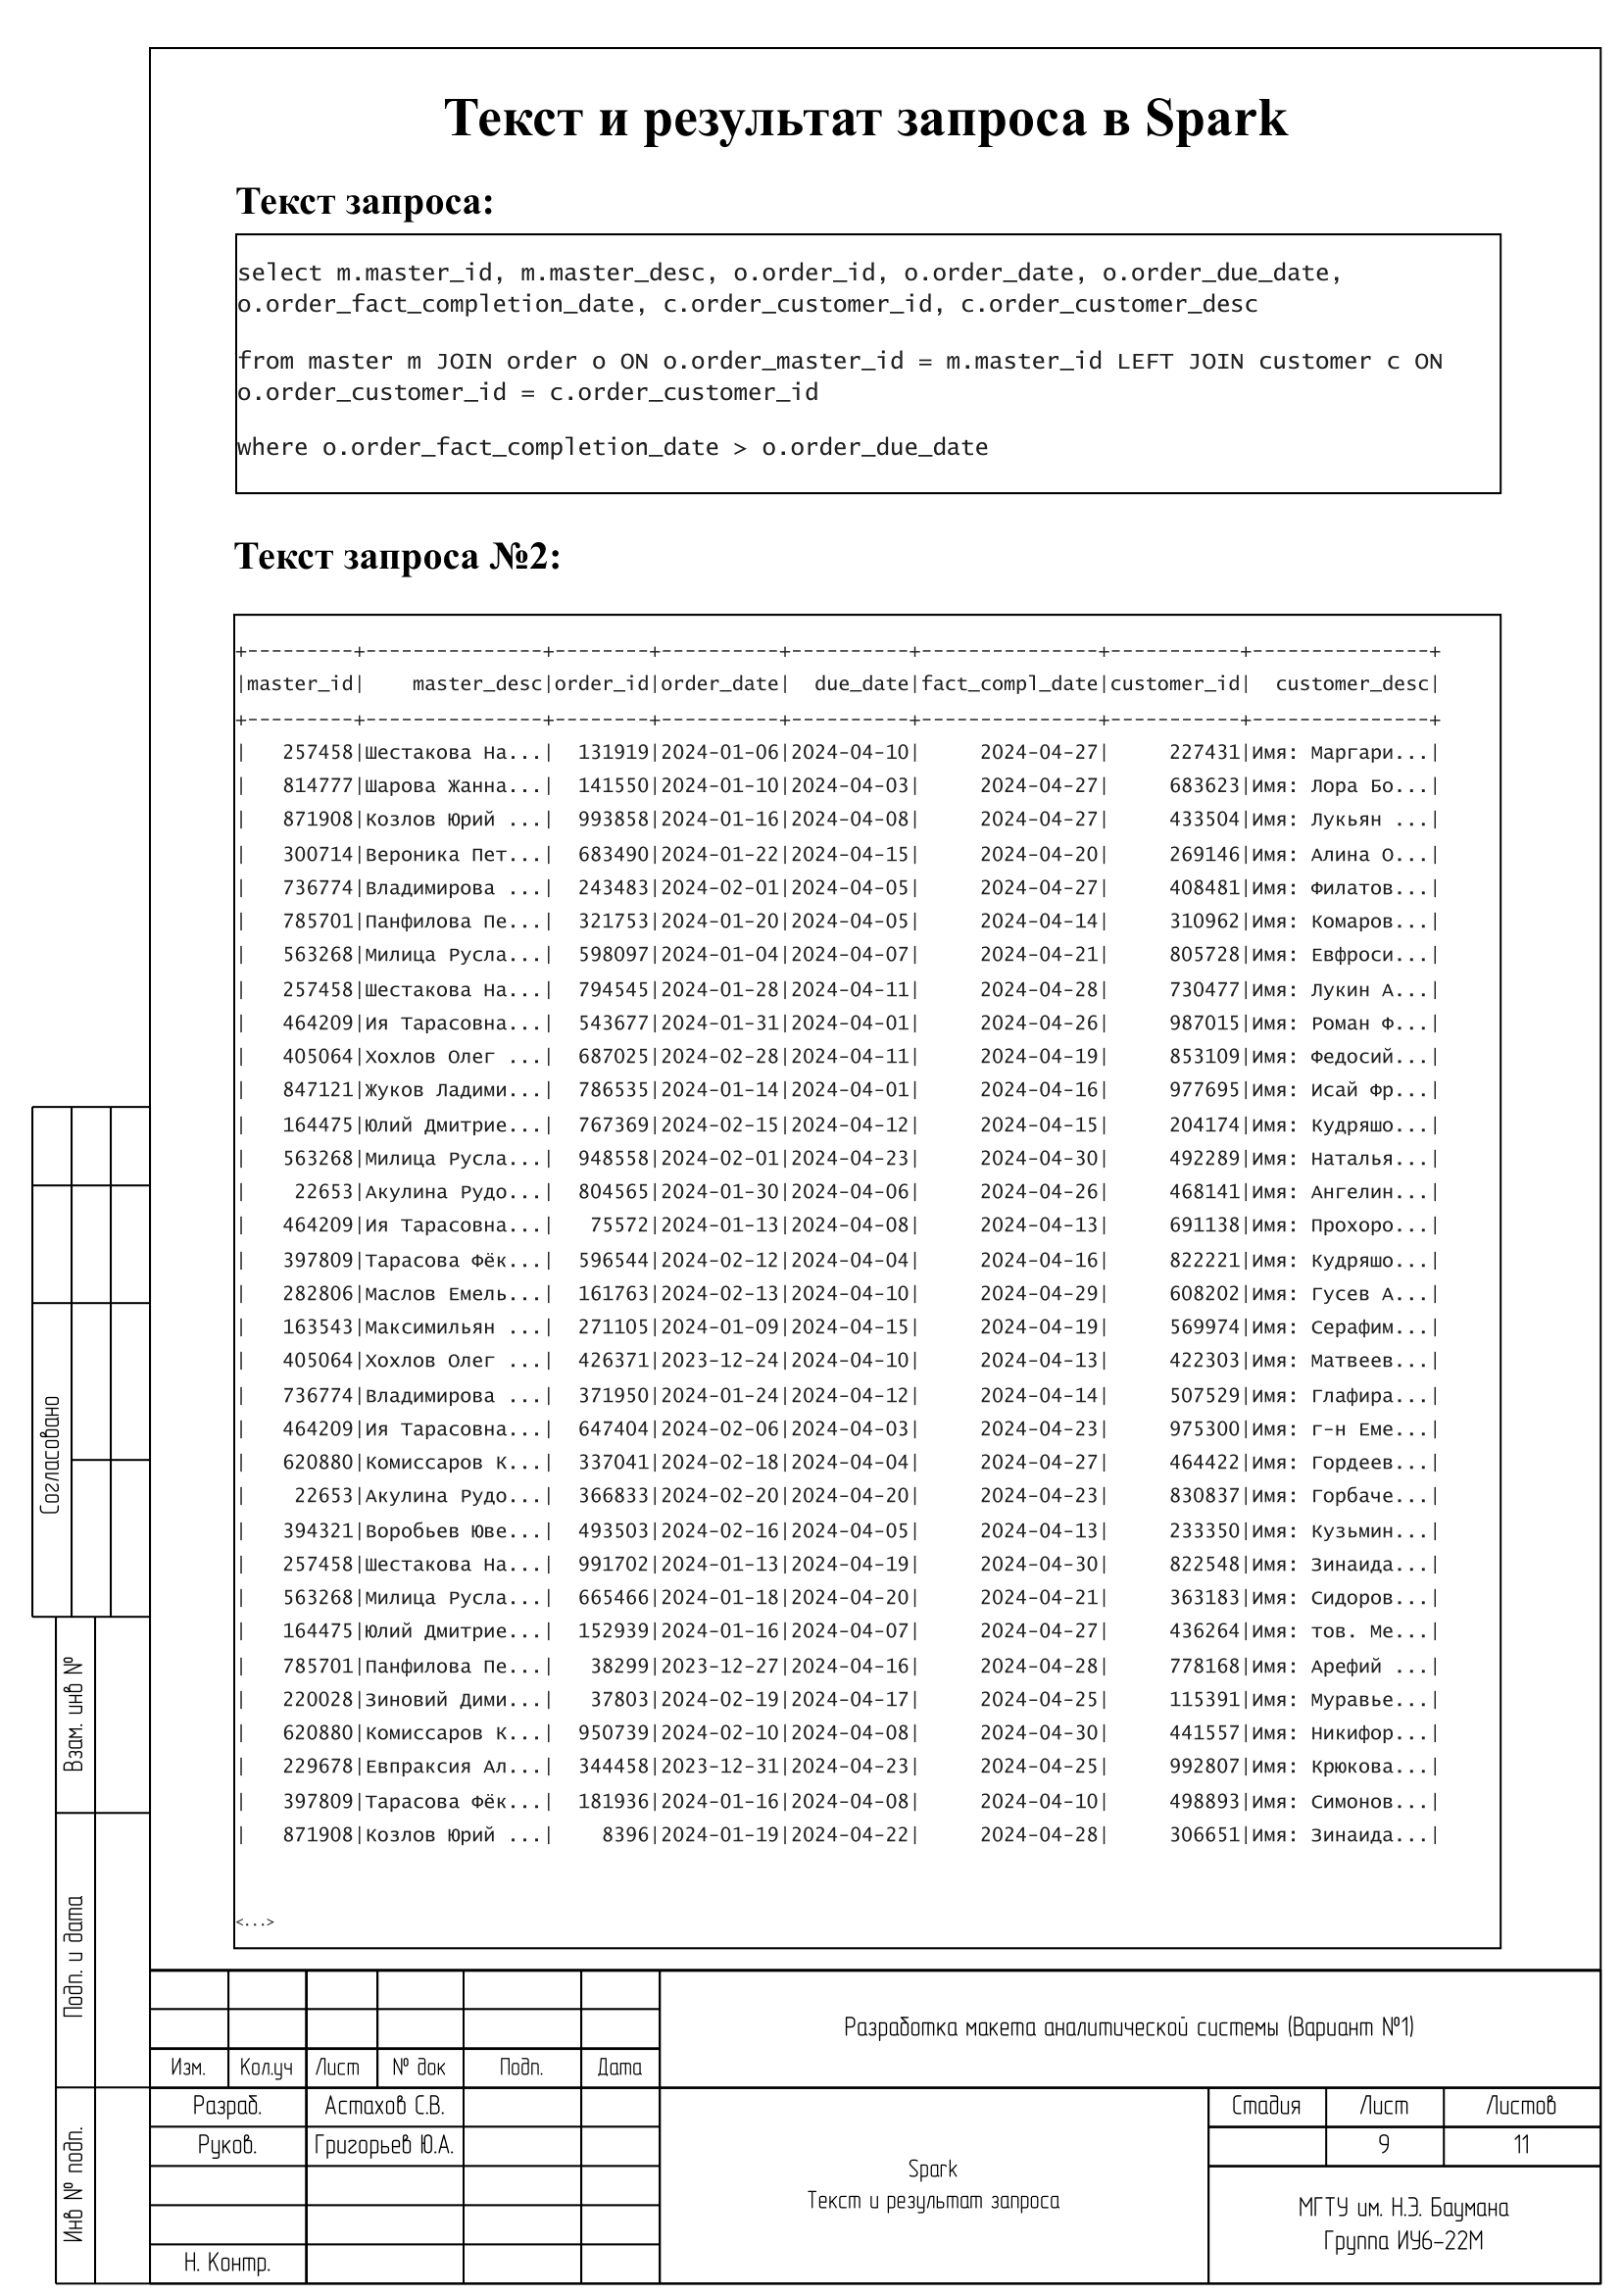 Текст и результат запроса в Spark
Текст запроса:
select m.master_id, m.master_desc, o.order_id, o.order_date, o.order_due_date,
o.order_fact_completion_date, c.order_customer_id, c.order_customer_desc
from master m JOIN order o ON o.order_master_id = m.master_id LEFT JOIN customer c ON
o.order_customer_id = c.order_customer_id
where o.order_fact_completion_date > o.order_due_date
Текст запроса №2:
+---------+---------------+--------+----------+----------+---------------+-----------+---------------+
|master_id|    master_desc|order_id|order_date|  due_date|fact_compl_date|customer_id|  customer_desc|
+---------+---------------+--------+----------+----------+---------------+-----------+---------------+
|   257458|Шестакова На...|  131919|2024-01-06|2024-04-10|     2024-04-27|     227431|Имя: Маргари...|
|   814777|Шарова Жанна...|  141550|2024-01-10|2024-04-03|     2024-04-27|     683623|Имя: Лора Бо...|
|   871908|Козлов Юрий ...|  993858|2024-01-16|2024-04-08|     2024-04-27|     433504|Имя: Лукьян ...|
|   300714|Вероника Пет...|  683490|2024-01-22|2024-04-15|     2024-04-20|     269146|Имя: Алина О...|
|   736774|Владимирова ...|  243483|2024-02-01|2024-04-05|     2024-04-27|     408481|Имя: Филатов...|
|   785701|Панфилова Пе...|  321753|2024-01-20|2024-04-05|     2024-04-14|     310962|Имя: Комаров...|
|   563268|Милица Русла...|  598097|2024-01-04|2024-04-07|     2024-04-21|     805728|Имя: Евфроси...|
|   257458|Шестакова На...|  794545|2024-01-28|2024-04-11|     2024-04-28|     730477|Имя: Лукин А...|
|   464209|Ия Тарасовна...|  543677|2024-01-31|2024-04-01|     2024-04-26|     987015|Имя: Роман Ф...|
|   405064|Хохлов Олег ...|  687025|2024-02-28|2024-04-11|     2024-04-19|     853109|Имя: Федосий...|
|   847121|Жуков Ладими...|  786535|2024-01-14|2024-04-01|     2024-04-16|     977695|Имя: Исай Фр...|
|   164475|Юлий Дмитрие...|  767369|2024-02-15|2024-04-12|     2024-04-15|     204174|Имя: Кудряшо...|
|   563268|Милица Русла...|  948558|2024-02-01|2024-04-23|     2024-04-30|     492289|Имя: Наталья...|
|    22653|Акулина Рудо...|  804565|2024-01-30|2024-04-06|     2024-04-26|     468141|Имя: Ангелин...|
|   464209|Ия Тарасовна...|   75572|2024-01-13|2024-04-08|     2024-04-13|     691138|Имя: Прохоро...|
|   397809|Тарасова Фёк...|  596544|2024-02-12|2024-04-04|     2024-04-16|     822221|Имя: Кудряшо...|
|   282806|Маслов Емель...|  161763|2024-02-13|2024-04-10|     2024-04-29|     608202|Имя: Гусев А...|
|   163543|Максимильян ...|  271105|2024-01-09|2024-04-15|     2024-04-19|     569974|Имя: Серафим...|
|   405064|Хохлов Олег ...|  426371|2023-12-24|2024-04-10|     2024-04-13|     422303|Имя: Матвеев...|
|   736774|Владимирова ...|  371950|2024-01-24|2024-04-12|     2024-04-14|     507529|Имя: Глафира...|
|   464209|Ия Тарасовна...|  647404|2024-02-06|2024-04-03|     2024-04-23|     975300|Имя: г-н Еме...|
|   620880|Комиссаров К...|  337041|2024-02-18|2024-04-04|     2024-04-27|     464422|Имя: Гордеев...|
|    22653|Акулина Рудо...|  366833|2024-02-20|2024-04-20|     2024-04-23|     830837|Имя: Горбаче...|
|   394321|Воробьев Юве...|  493503|2024-02-16|2024-04-05|     2024-04-13|     233350|Имя: Кузьмин...|
|   257458|Шестакова На...|  991702|2024-01-13|2024-04-19|     2024-04-30|     822548|Имя: Зинаида...|
|   563268|Милица Русла...|  665466|2024-01-18|2024-04-20|     2024-04-21|     363183|Имя: Сидоров...|
|   164475|Юлий Дмитрие...|  152939|2024-01-16|2024-04-07|     2024-04-27|     436264|Имя: тов. Ме...|
|   785701|Панфилова Пе...|   38299|2023-12-27|2024-04-16|     2024-04-28|     778168|Имя: Арефий ...|
|   220028|Зиновий Дими...|   37803|2024-02-19|2024-04-17|     2024-04-25|     115391|Имя: Муравье...|
|   620880|Комиссаров К...|  950739|2024-02-10|2024-04-08|     2024-04-30|     441557|Имя: Никифор...|
|   229678|Евпраксия Ал...|  344458|2023-12-31|2024-04-23|     2024-04-25|     992807|Имя: Крюкова...|
|   397809|Тарасова Фёк...|  181936|2024-01-16|2024-04-08|     2024-04-10|     498893|Имя: Симонов...|
|   871908|Козлов Юрий ...|    8396|2024-01-19|2024-04-22|     2024-04-28|     306651|Имя: Зинаида...|
<...>
Согласовано
Взам. инв №
Подп. и дата
Инв № подп.
Разработка макета аналитической системы (Вариант №1)
Изм. Кол.уч Лист № док Подп. Дата
Разраб. Астахов С.В.
Руков. Григорьев Ю.А.
Н. Контр.
Spark
Текст и результат запроса
Стадия Лист Листов
9 11
МГТУ им. Н.Э. Баумана
Группа ИУ6-22М